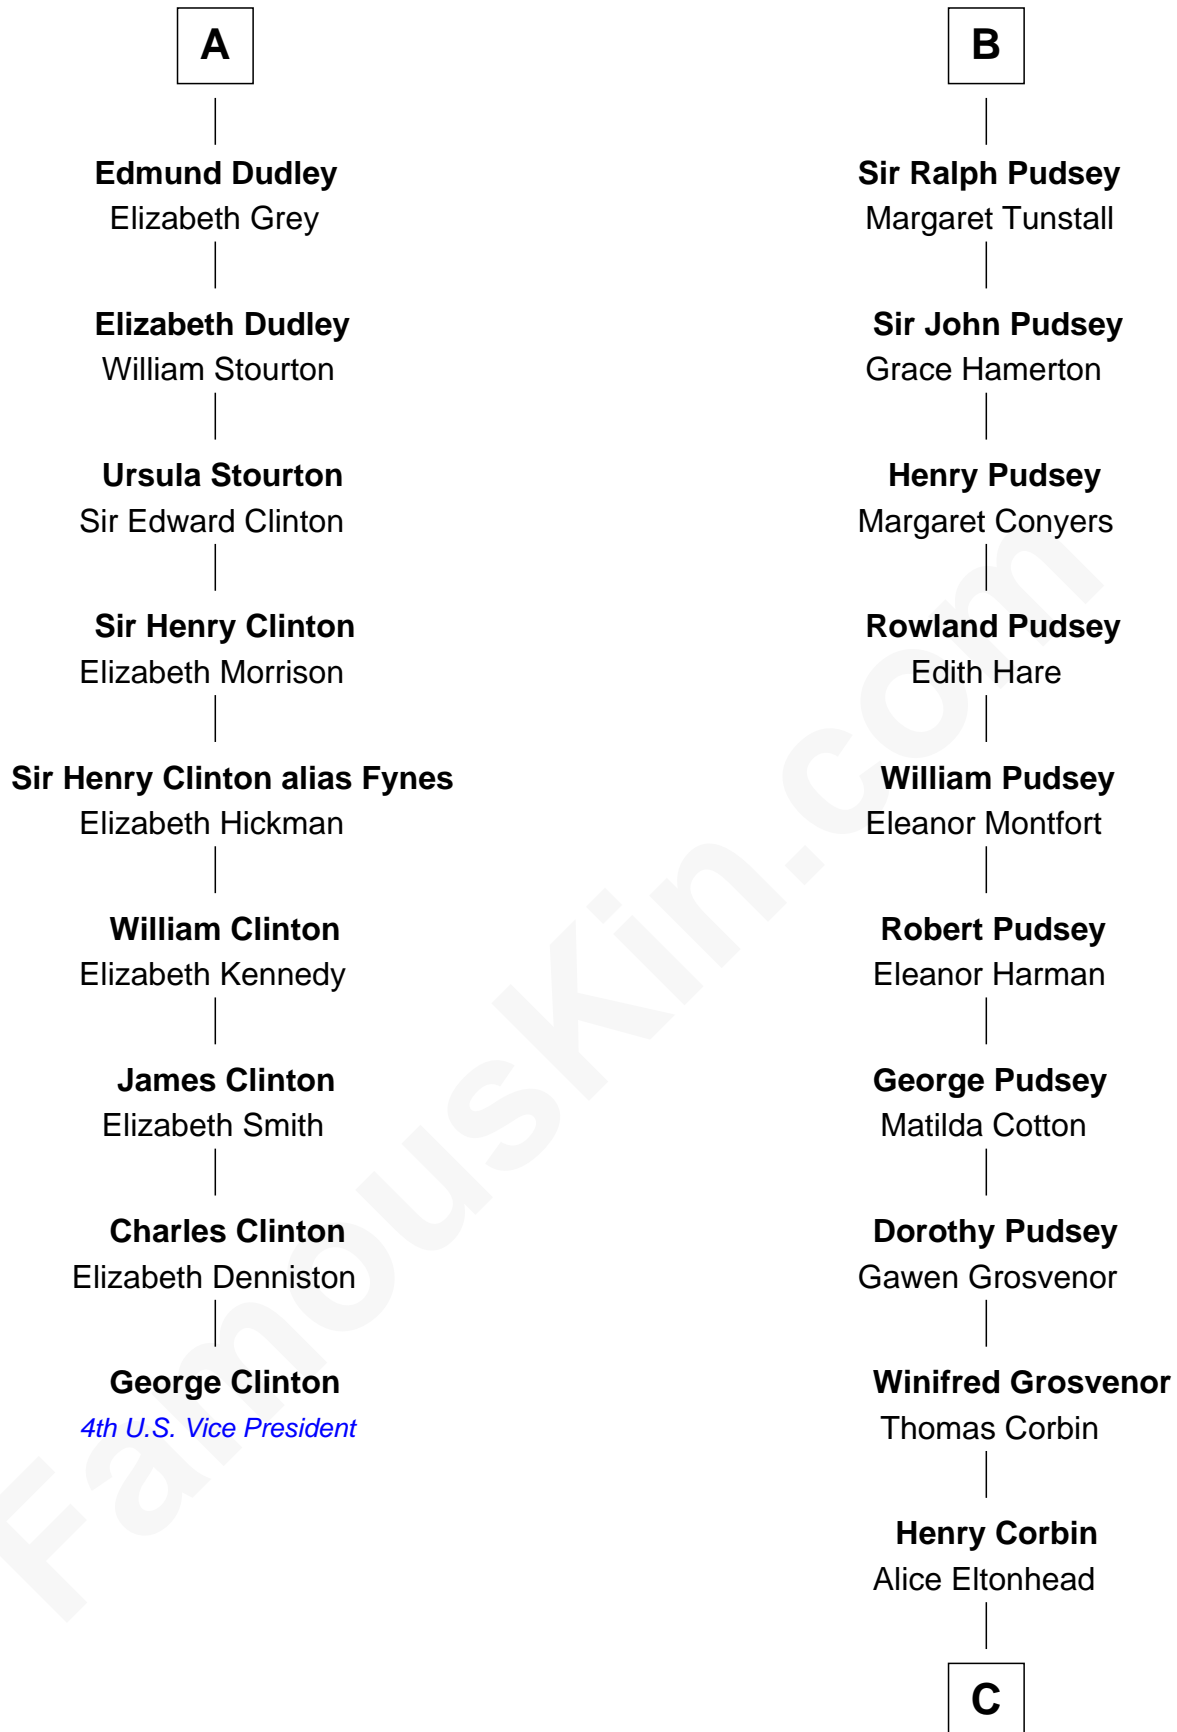 A
Edmund Dudley
Elizabeth Grey
Elizabeth Dudley
William Stourton
Ursula Stourton
Sir Edward Clinton
Sir Henry Clinton
Elizabeth Morrison
Sir Henry Clinton alias Fynes
Elizabeth Hickman
William Clinton
Elizabeth Kennedy
James Clinton
Elizabeth Smith
Charles Clinton
Elizabeth Denniston
George Clinton
4th U.S. Vice President
B
Sir Ralph Pudsey
Margaret Tunstall
Sir John Pudsey
Grace Hamerton
Henry Pudsey
Margaret Conyers
Rowland Pudsey
Edith Hare
William Pudsey
Eleanor Montfort
Robert Pudsey
Eleanor Harman
George Pudsey
Matilda Cotton
Dorothy Pudsey
Gawen Grosvenor
Winifred Grosvenor
Thomas Corbin
Henry Corbin
Alice Eltonhead
C
FamousKin.com